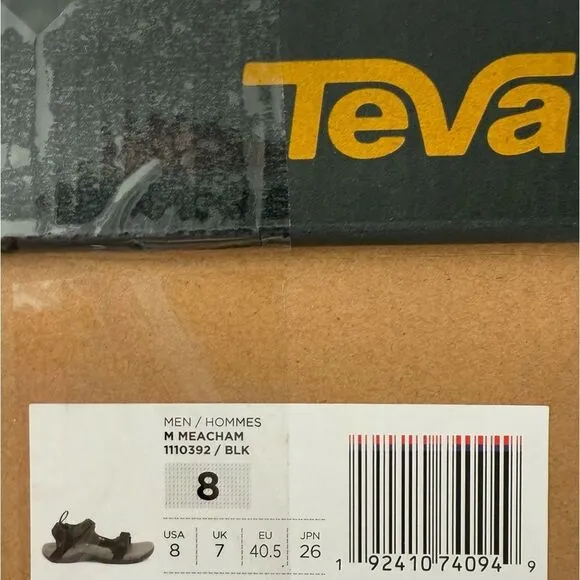 Teva
MEN / HOMMES
M MEACHAM
1110392 / BLK
8
USA UK EU JPN
8 7 40.5 26
1 92410 74094 9